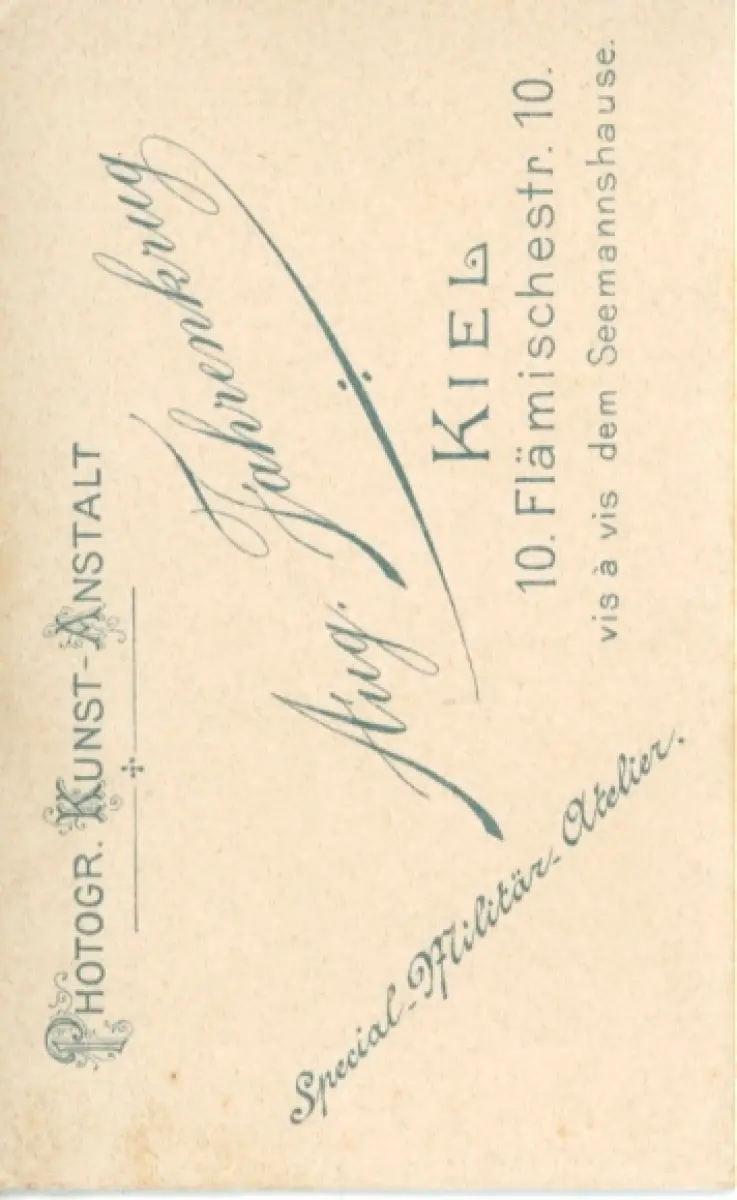 PHOTOGR. KUNST-ANSTALT
Aug. Fahrenkrug
KIEL
10. Flämischestr. 10.
vis à vis dem Seemannshause.
Special-Militär-Atelier.